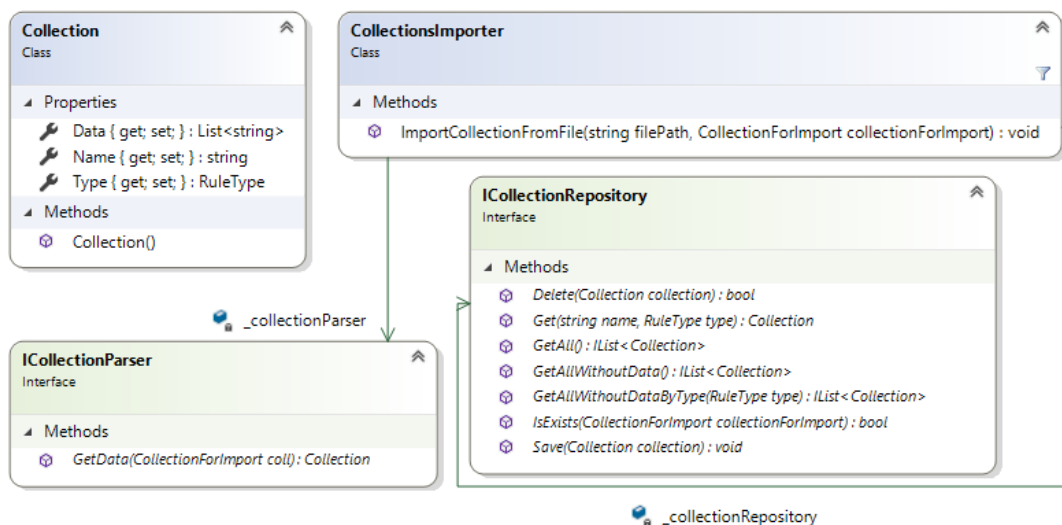 Collection
Class
Properties
Data { get; set; } : List<string>
Name { get; set; } : string
Type { get; set; } : RuleType
Methods
Collection()
CollectionsImporter
Class
Methods
ImportCollectionFromFile(string filePath, CollectionForImport collectionForImport) : void
ICollectionRepository
Interface
Methods
Delete(Collection collection) : bool
Get(string name, RuleType type) : Collection
GetAll() : IList<Collection>
GetAllWithoutData() : IList<Collection>
GetAllWithoutDataByType(RuleType type) : IList<Collection>
IsExists(CollectionForImport collectionForImport) : bool
Save(Collection collection) : void
_collectionParser
ICollectionParser
Interface
Methods
GetData(CollectionForImport coll): Collection
_collectionRepository